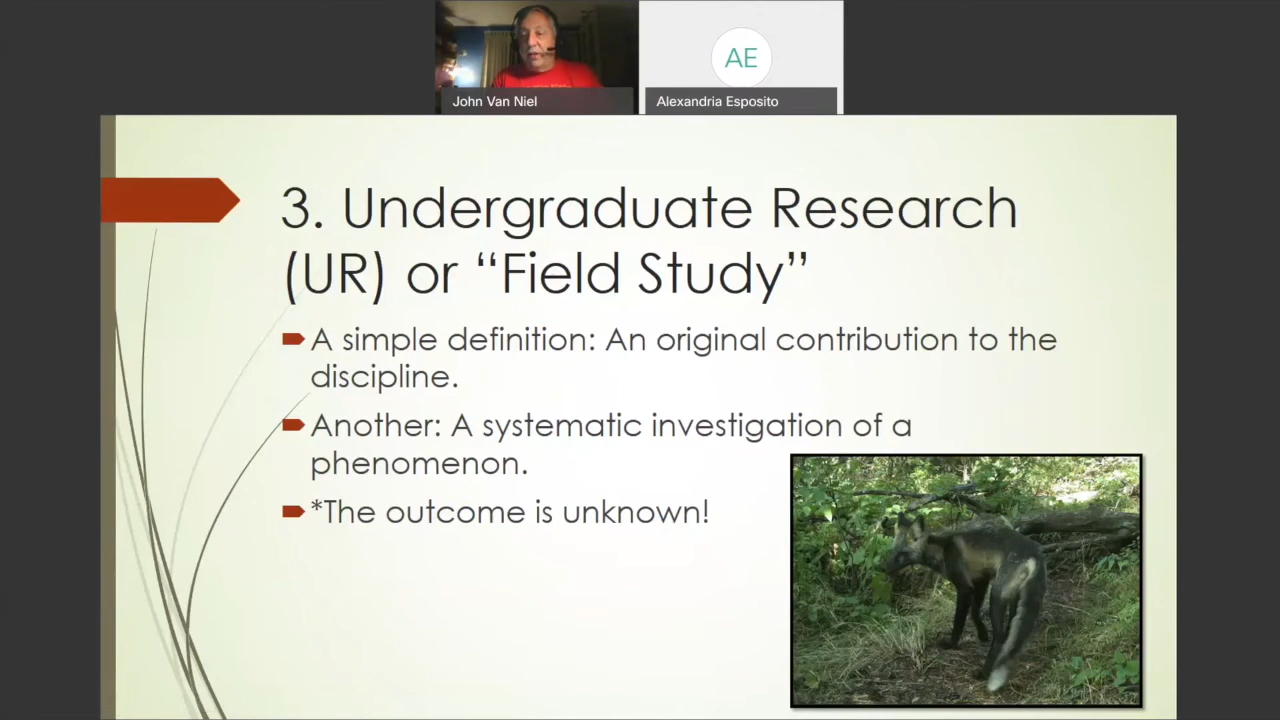 AE
John Van Niel
Alexandria Esposito
3. Undergraduate Research
(UR) or “Field Study”
A simple definition: An original contribution to the
discipline.
Another: A systematic investigation of a
phenomenon.
*The outcome is unknown!